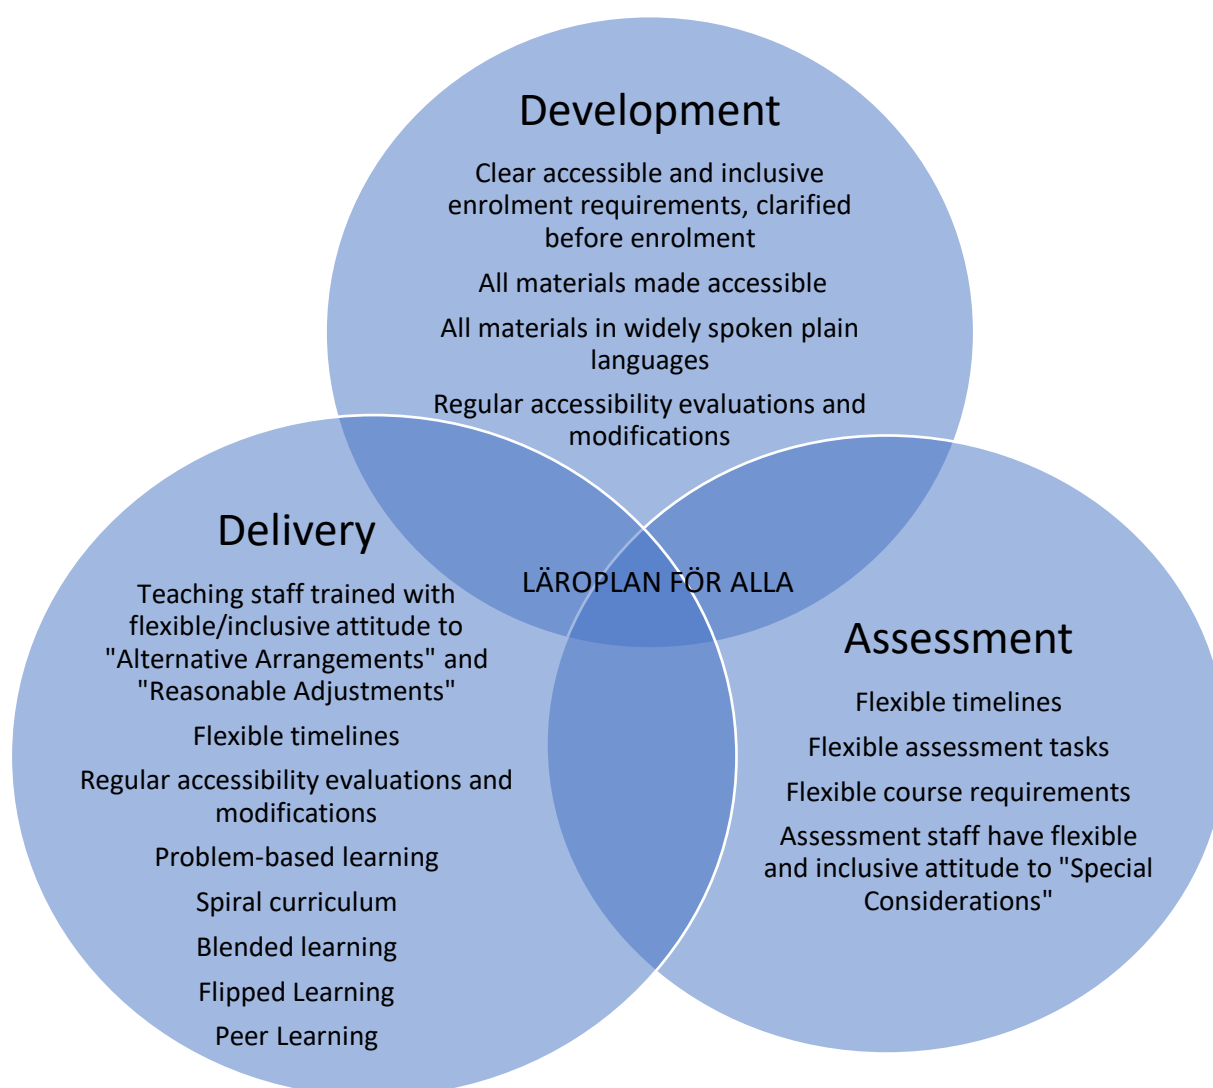 Development
Clear accessible and inclusive
enrolment requirements, clarified
before enrolment
All materials made accessible
All materials in widely spoken plain
languages
Regular accessibility evaluations and
modifications
Delivery
Teaching staff trained with
flexible/inclusive attitude to
"Alternative Arrangements" and
"Reasonable Adjustments"
Flexible timelines
Regular accessibility evaluations and
modifications
Problem-based learning
Spiral curriculum
Blended learning
Flipped Learning
Peer Learning
LÄROPLAN FÖR ALLA
Assessment
Flexible timelines
Flexible assessment tasks
Flexible course requirements
Assessment staff have flexible
and inclusive attitude to "Special
Considerations"